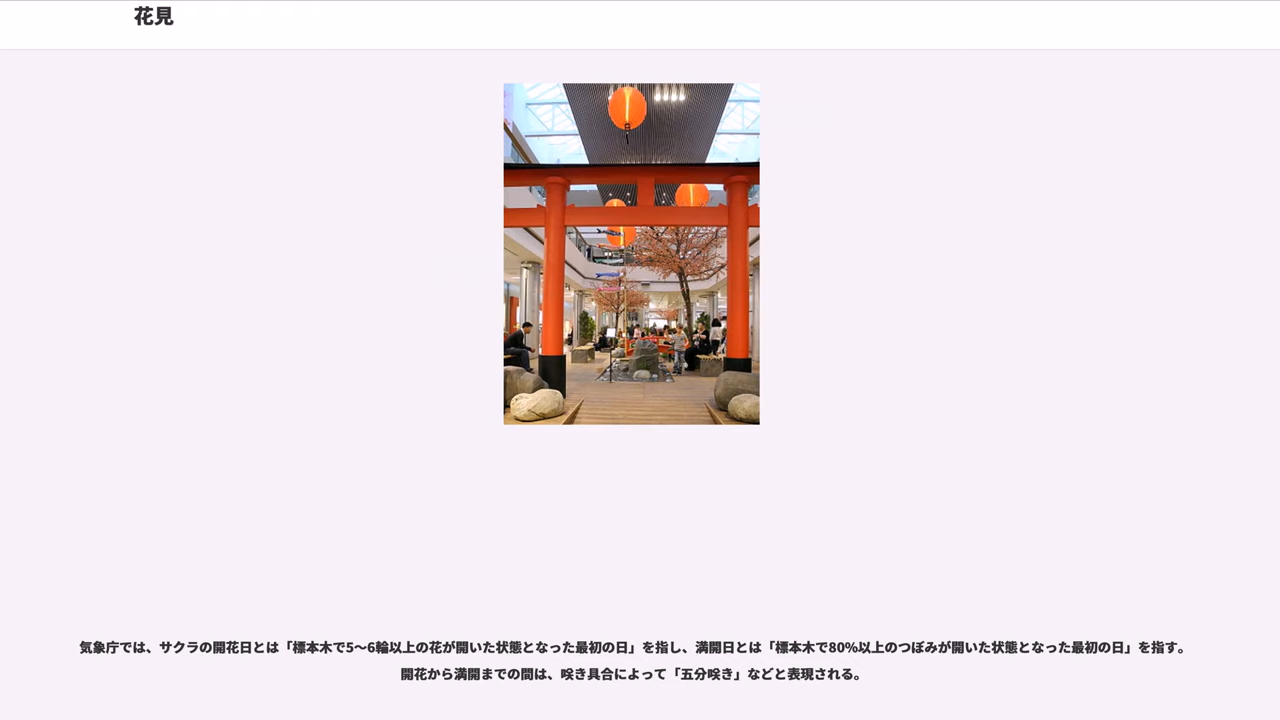 花見
気象庁では、サクラの開花日とは「標本木で5〜6輪以上の花が開いた状態となった最初の日」を指し、満開日とは「標本木で80%以上のつぼみが開いた状態となった最初の日」を指す。
開花から満開までの間は、咲き具合によって「五分咲き」などと表現される。